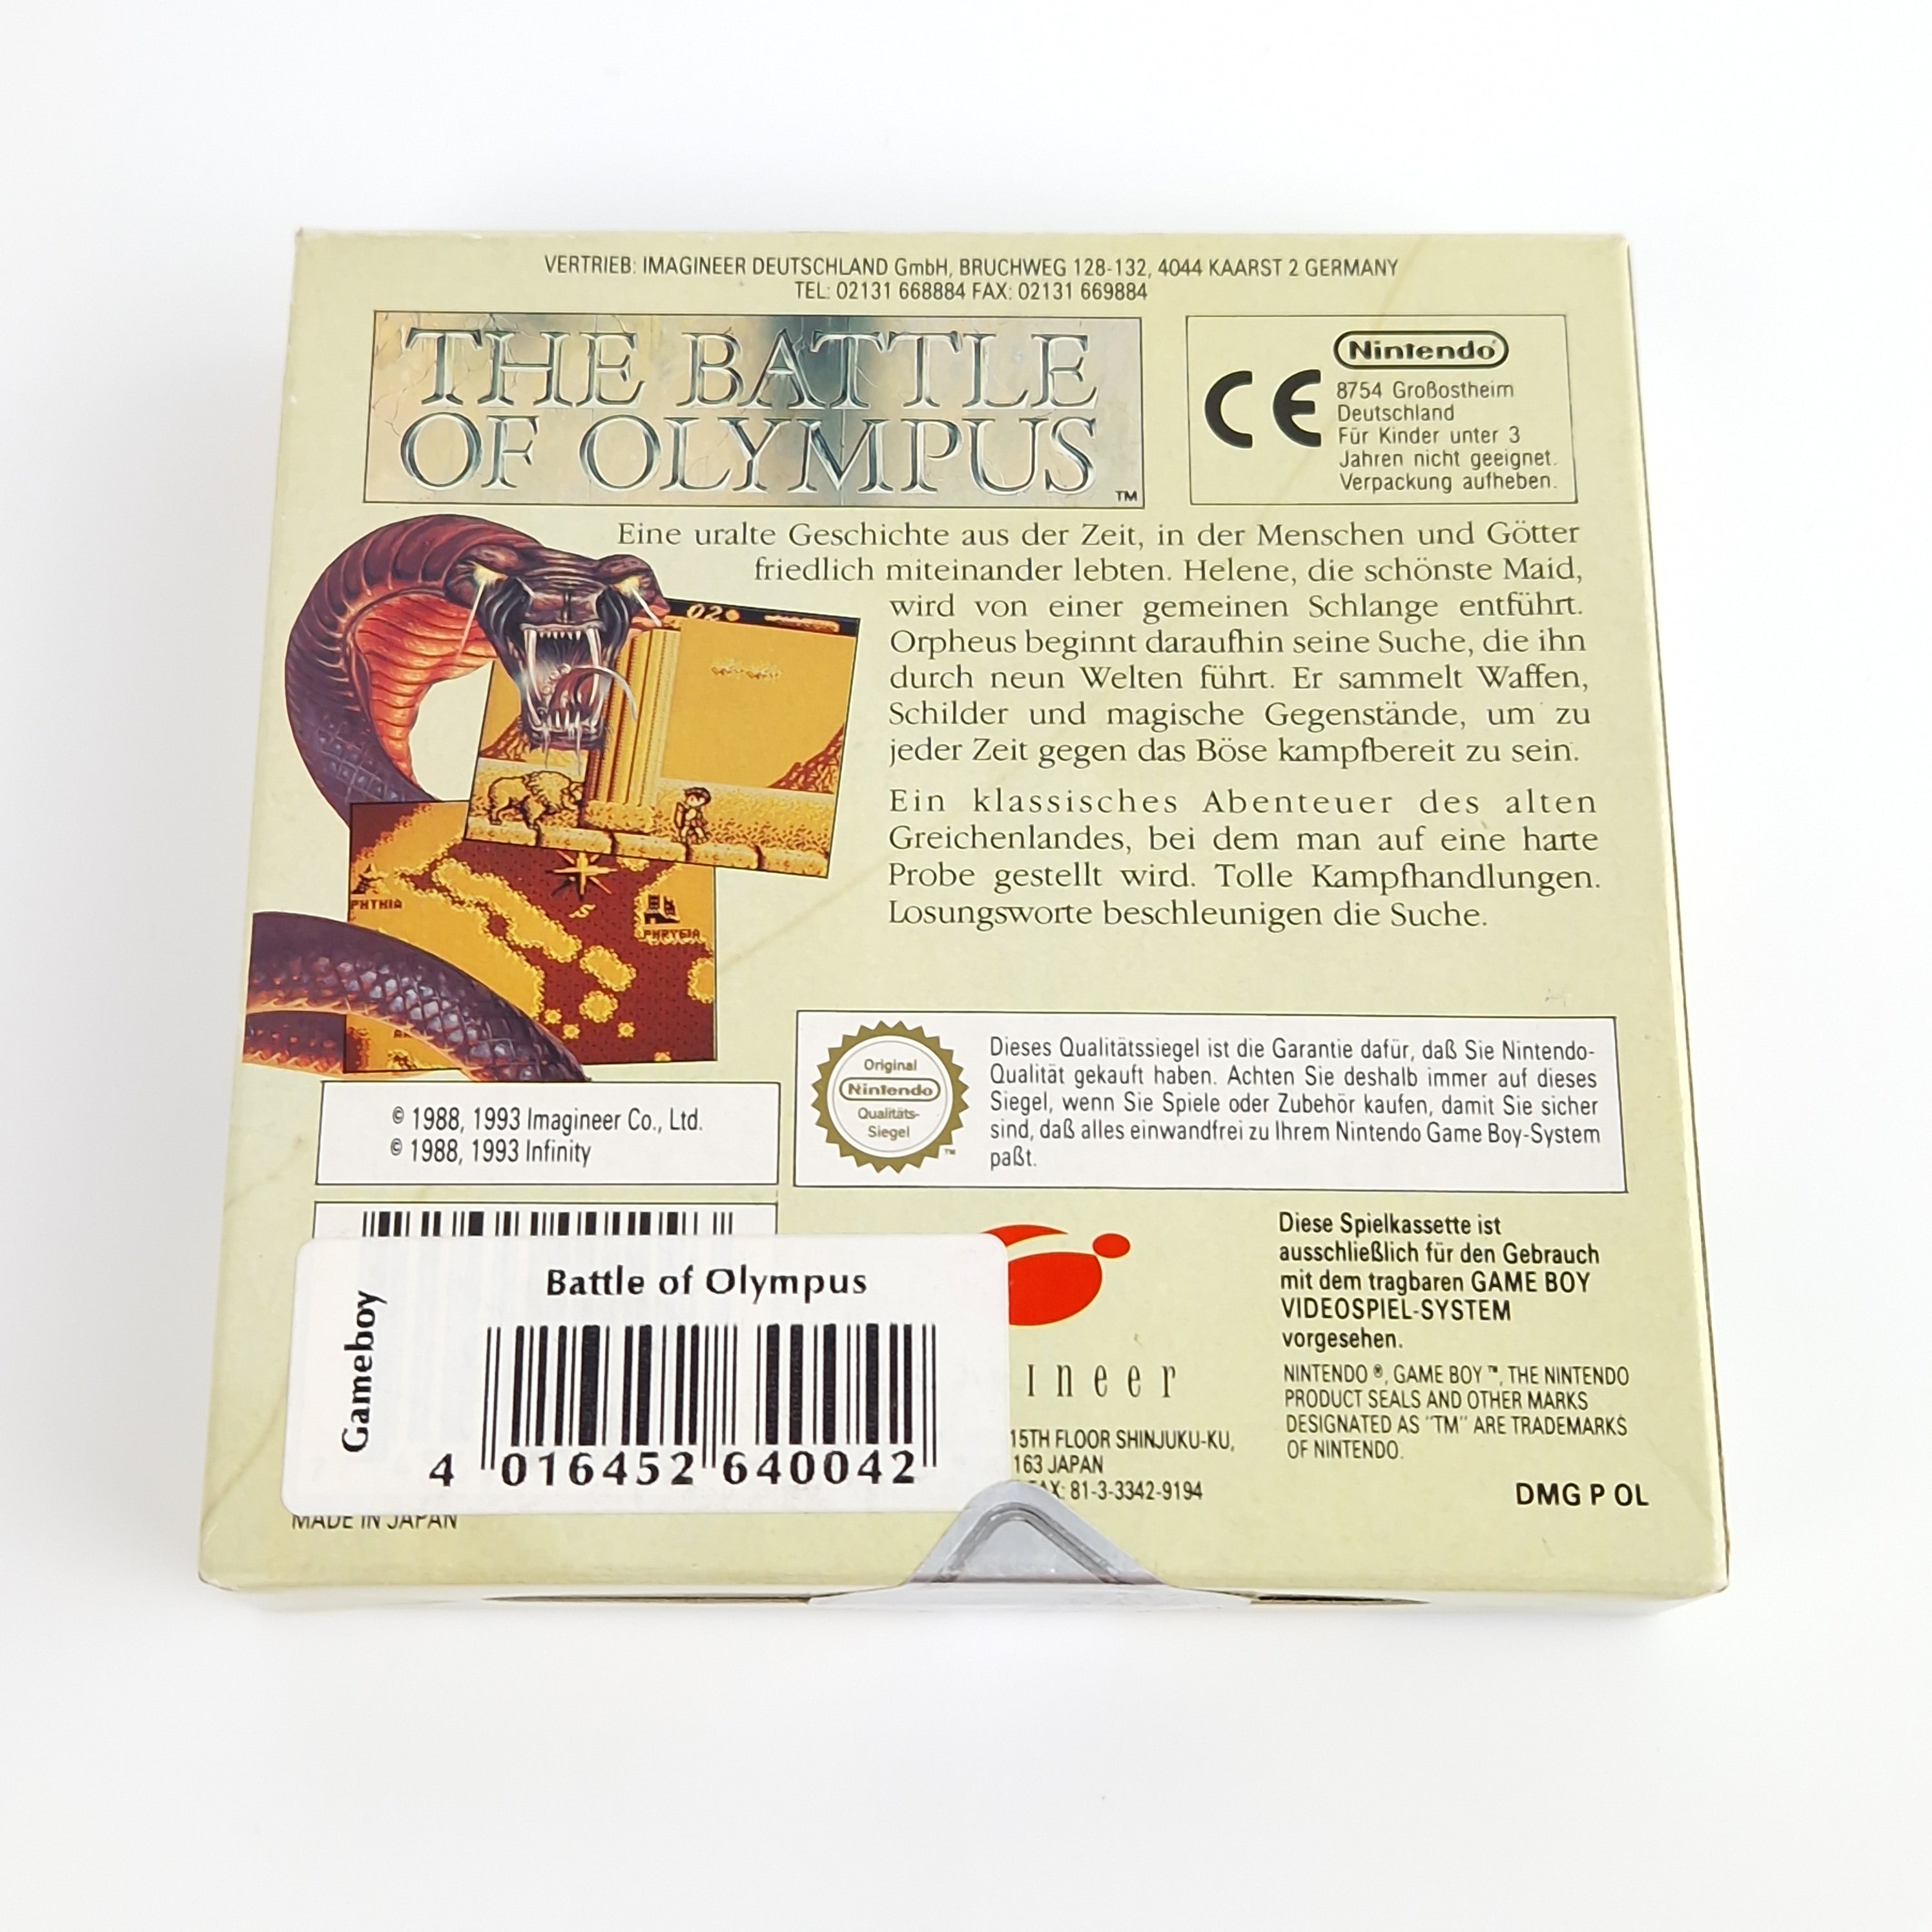 VERTRIEB: IMAGINEER DEUTSCHLAND GmbH, BRUCHWEG 128-132, 4044 KAARST 2 GERMANY
TEL: 02131 668884 FAX: 02131 669884
THE BATTLE
OF OLYMPUS
TM
Nintendo
CE
8754 Großostheim
Deutschland
Für Kinder unter 3
Jahren nicht geeignet.
Verpackung aufheben.
Eine uralte Geschichte aus der Zeit, in der Menschen und Götter
friedlich miteinander lebten. Helene, die schönste Maid,
wird von einer gemeinen Schlange entführt.
Orpheus beginnt daraufhin seine Suche, die ihn
durch neun Welten führt. Er sammelt Waffen,
Schilder und magische Gegenstände, um zu
jeder Zeit gegen das Böse kampfbereit zu sein.
Ein klassisches Abenteuer des alten
Greichenlandes, bei dem man auf eine harte
Probe gestellt wird. Tolle Kampfhandlungen.
Losungsworte beschleunigen die Suche.
02
PHTHIA
PHRYGIA
S
© 1988, 1993 Imagineer Co., Ltd.
© 1988, 1993 Infinity
Original
Nintendo
Qualitäts-
Siegel
TM
Dieses Qualitätssiegel ist die Garantie dafür, daß Sie Nintendo-
Qualität gekauft haben. Achten Sie deshalb immer auf dieses
Siegel, wenn Sie Spiele oder Zubehör kaufen, damit Sie sicher
sind, daß alles einwandfrei zu Ihrem Nintendo Game Boy-System
paßt.
Battle of Olympus
Gameboy
4 016452 640042
MADE IN JAPAN
ineer
15TH FLOOR SHINJUKU-KU,
163 JAPAN
FAX: 81-3-3342-9194
Diese Spielkassette ist
ausschließlich für den Gebrauch
mit dem tragbaren GAME BOY
VIDEOSPIEL-SYSTEM
vorgesehen.
NINTENDO ®, GAME BOY ™, THE NINTENDO
PRODUCT SEALS AND OTHER MARKS
DESIGNATED AS "TM" ARE TRADEMARKS
OF NINTENDO.
DMG P OL